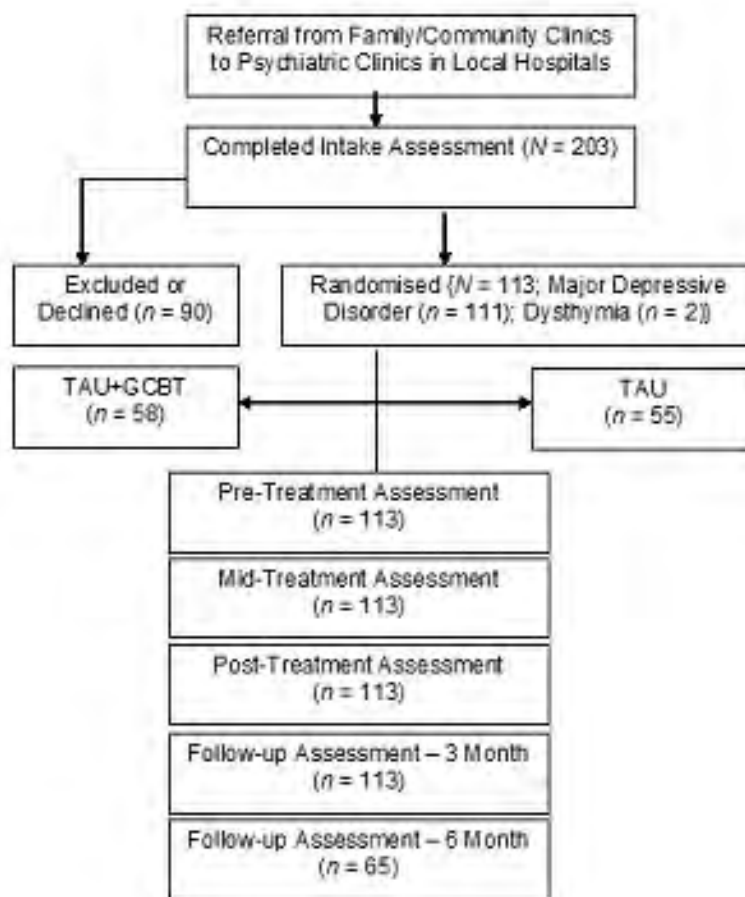 Referral from Family/Community Clinics
to Psychiatric Clinics in Local Hospitals
Completed Intake Assessment (N = 203)
Excluded or
Declined (n = 90)
Randomised {N = 113; Major Depressive
Disorder (n = 111); Dysthymia (n = 2)}
TAU+GCBT
(n = 58)
TAU
(n = 55)
Pre-Treatment Assessment
(n = 113)
Mid-Treatment Assessment
(n = 113)
Post-Treatment Assessment
(n = 113)
Follow-up Assessment – 3 Month
(n = 113)
Follow-up Assessment – 6 Month
(n = 65)